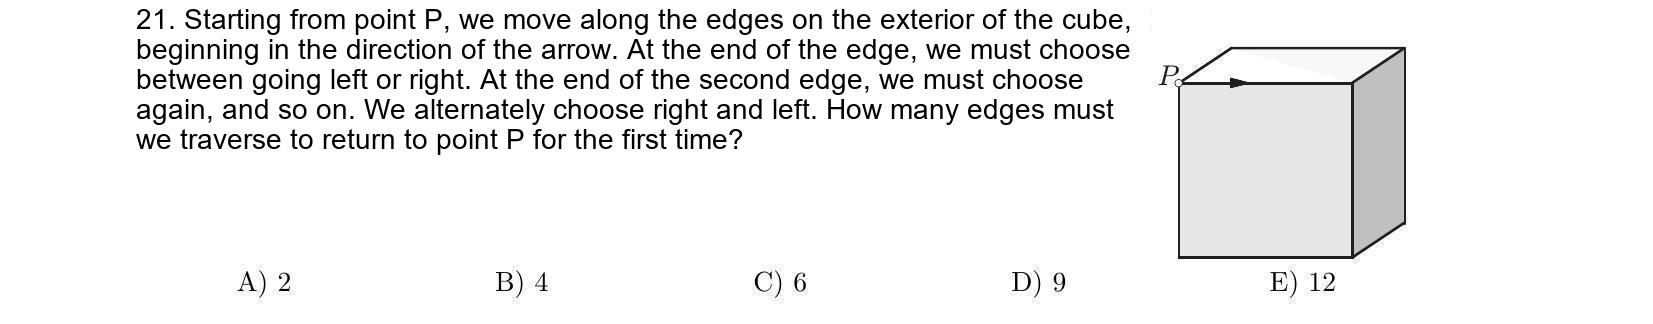 21. Starting from point P, we move along the edges on the exterior of the cube,
beginning in the direction of the arrow. At the end of the edge, we must choose
between going left or right. At the end of the second edge, we must choose
again, and so on. We alternately choose right and left. How many edges must
we traverse to return to point P for the first time?
P
A) 2 B) 4 C) 6 D) 9 E) 12